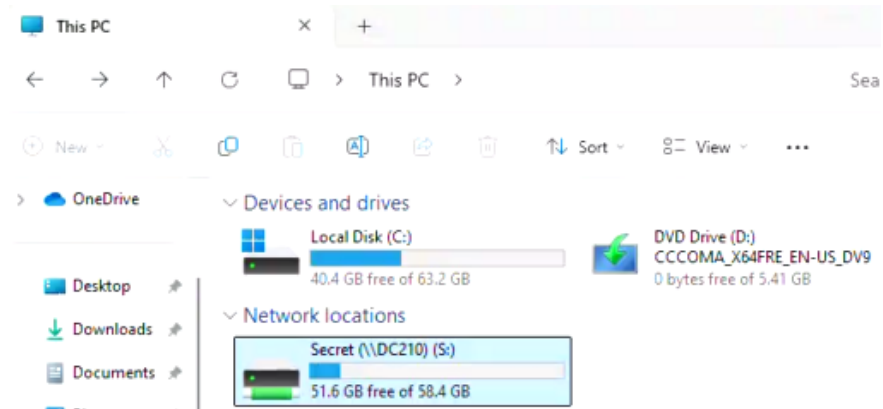 This PC
This PC
Sea
New
Sort
View
OneDrive
Devices and drives
Local Disk (C:)
40.4 GB free of 63.2 GB
DVD Drive (D:)
CCCOMA_X64FRE_EN-US_DV9
0 bytes free of 5.41 GB
Desktop
Downloads
Documents
Network locations
Secret (\\DC210) (S:)
51.6 GB free of 58.4 GB